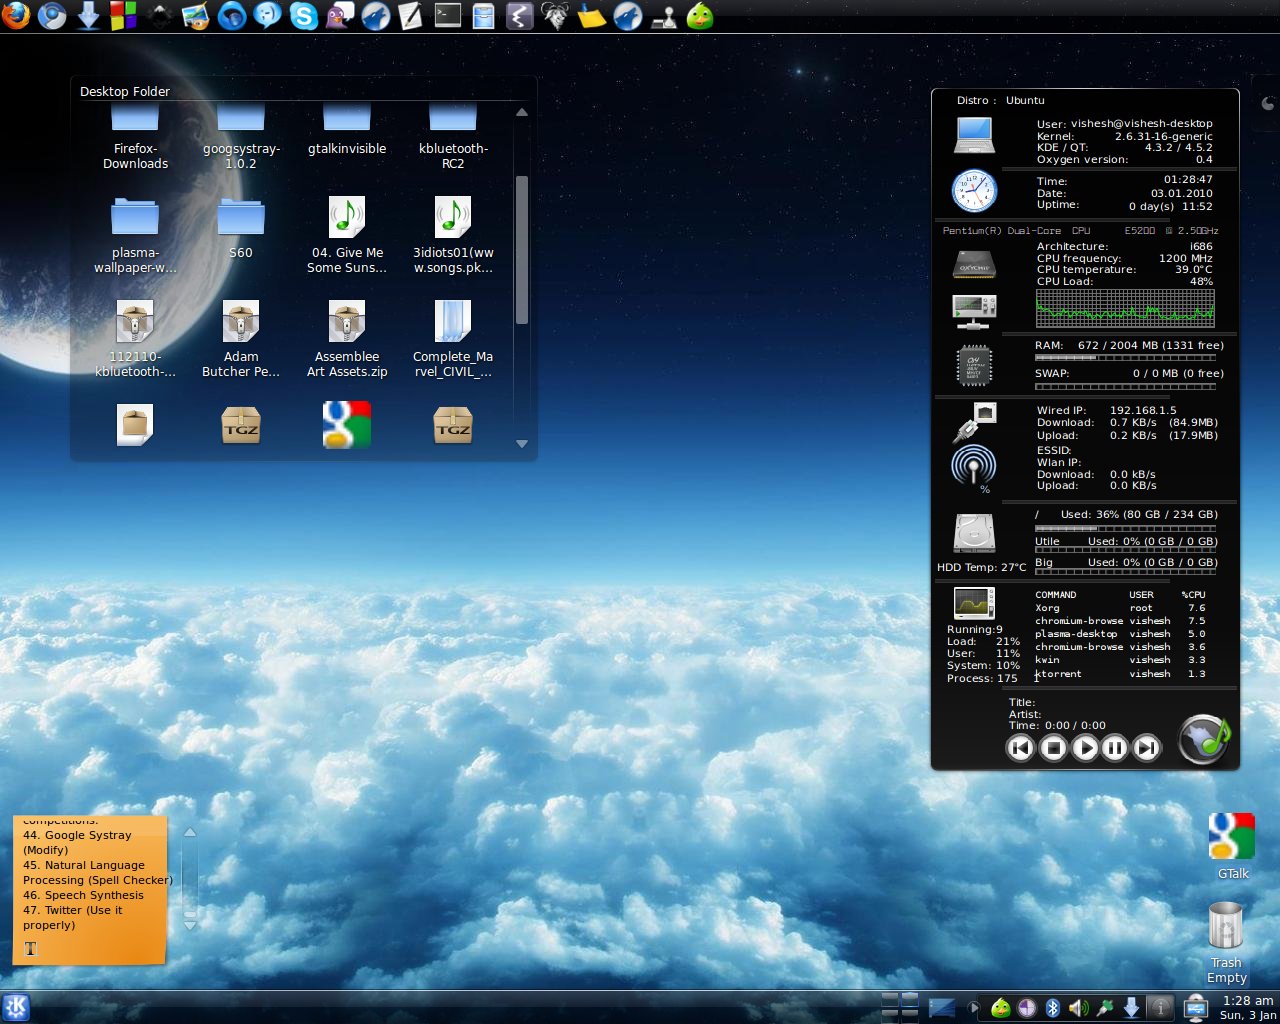 Desktop Folder
Firefox-
Downloads
googsystray-
1.0.2
gtalkinvisible
kbluetooth-
RC2
plasma-
wallpaper-w...
S60
04. Give Me
Some Suns...
3idiots01(ww
w.songs.pk...
112110-
kbluetooth-...
Adam
Butcher Pe...
Assemblee
Art Assets.zip
Complete_Ma
rvel_CIVIL_...
TGZ
TGZ
Distro : Ubuntu
User: vishesh@vishesh-desktop
Kernel: 2.6.31-16-generic
KDE / QT: 4.3.2 / 4.5.2
Oxygen version: 0.4
Time: 01:28:47
Date: 03.01.2010
Uptime: 0 day(s) 11:52
Pentium(R) Dual-Core CPU E5200 @ 2.50GHz
Architecture: i686
CPU frequency: 1200 MHz
CPU temperature: 39.0°C
CPU Load: 48%
RAM: 672 / 2004 MB (1331 free)
SWAP: 0 / 0 MB (0 free)
Wired IP: 192.168.1.5
Download: 0.7 KB/s (84.9MB)
Upload: 0.2 KB/s (17.9MB)
ESSID:
Wlan IP:
Download: 0.0 kB/s
Upload: 0.0 KB/s
%
/ Used: 36% (80 GB / 234 GB)
Utile Used: 0% (0 GB / 0 GB)
Big Used: 0% (0 GB / 0 GB)
HDD Temp: 27°C
COMMAND USER %CPU
Xorg root 7.6
chromium-browse vishesh 7.5
plasma-desktop vishesh 5.0
chromium-browse vishesh 3.6
kwin vishesh 3.3
ktorrent vishesh 1.3
Running:9
Load: 21%
User: 11%
System: 10%
Process: 175 1
Title:
Artist:
Time: 0:00 / 0:00
competitions.
44. Google Systray
(Modify)
45. Natural Language
Processing (Spell Checker)
46. Speech Synthesis
47. Twitter (Use it
properly)
T
GTalk
Trash
Empty
1:28 am
Sun, 3 Jan